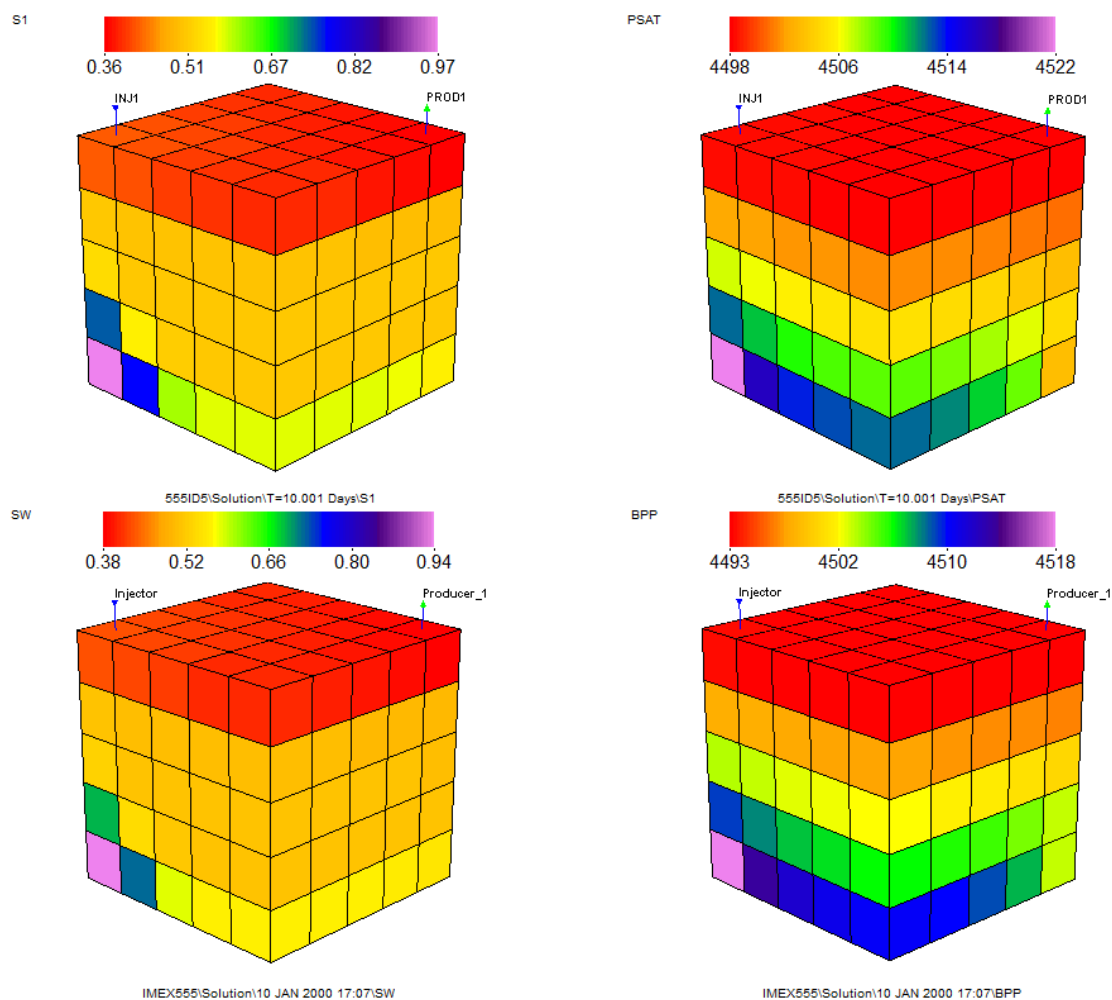 S1
0.36 0.51 0.67 0.82 0.97
INJ1
PROD1
555ID5\Solution\T=10.001 Days\S1
PSAT
4498 4506 4514 4522
INJ1
PROD1
555ID5\Solution\T=10.001 Days\PSAT
SW
0.38 0.52 0.66 0.80 0.94
Injector
Producer_1
IMEX555\Solution\10 JAN 2000 17:07\SW
BPP
4493 4502 4510 4518
Injector
Producer_1
IMEX555\Solution\10 JAN 2000 17:07\BPP